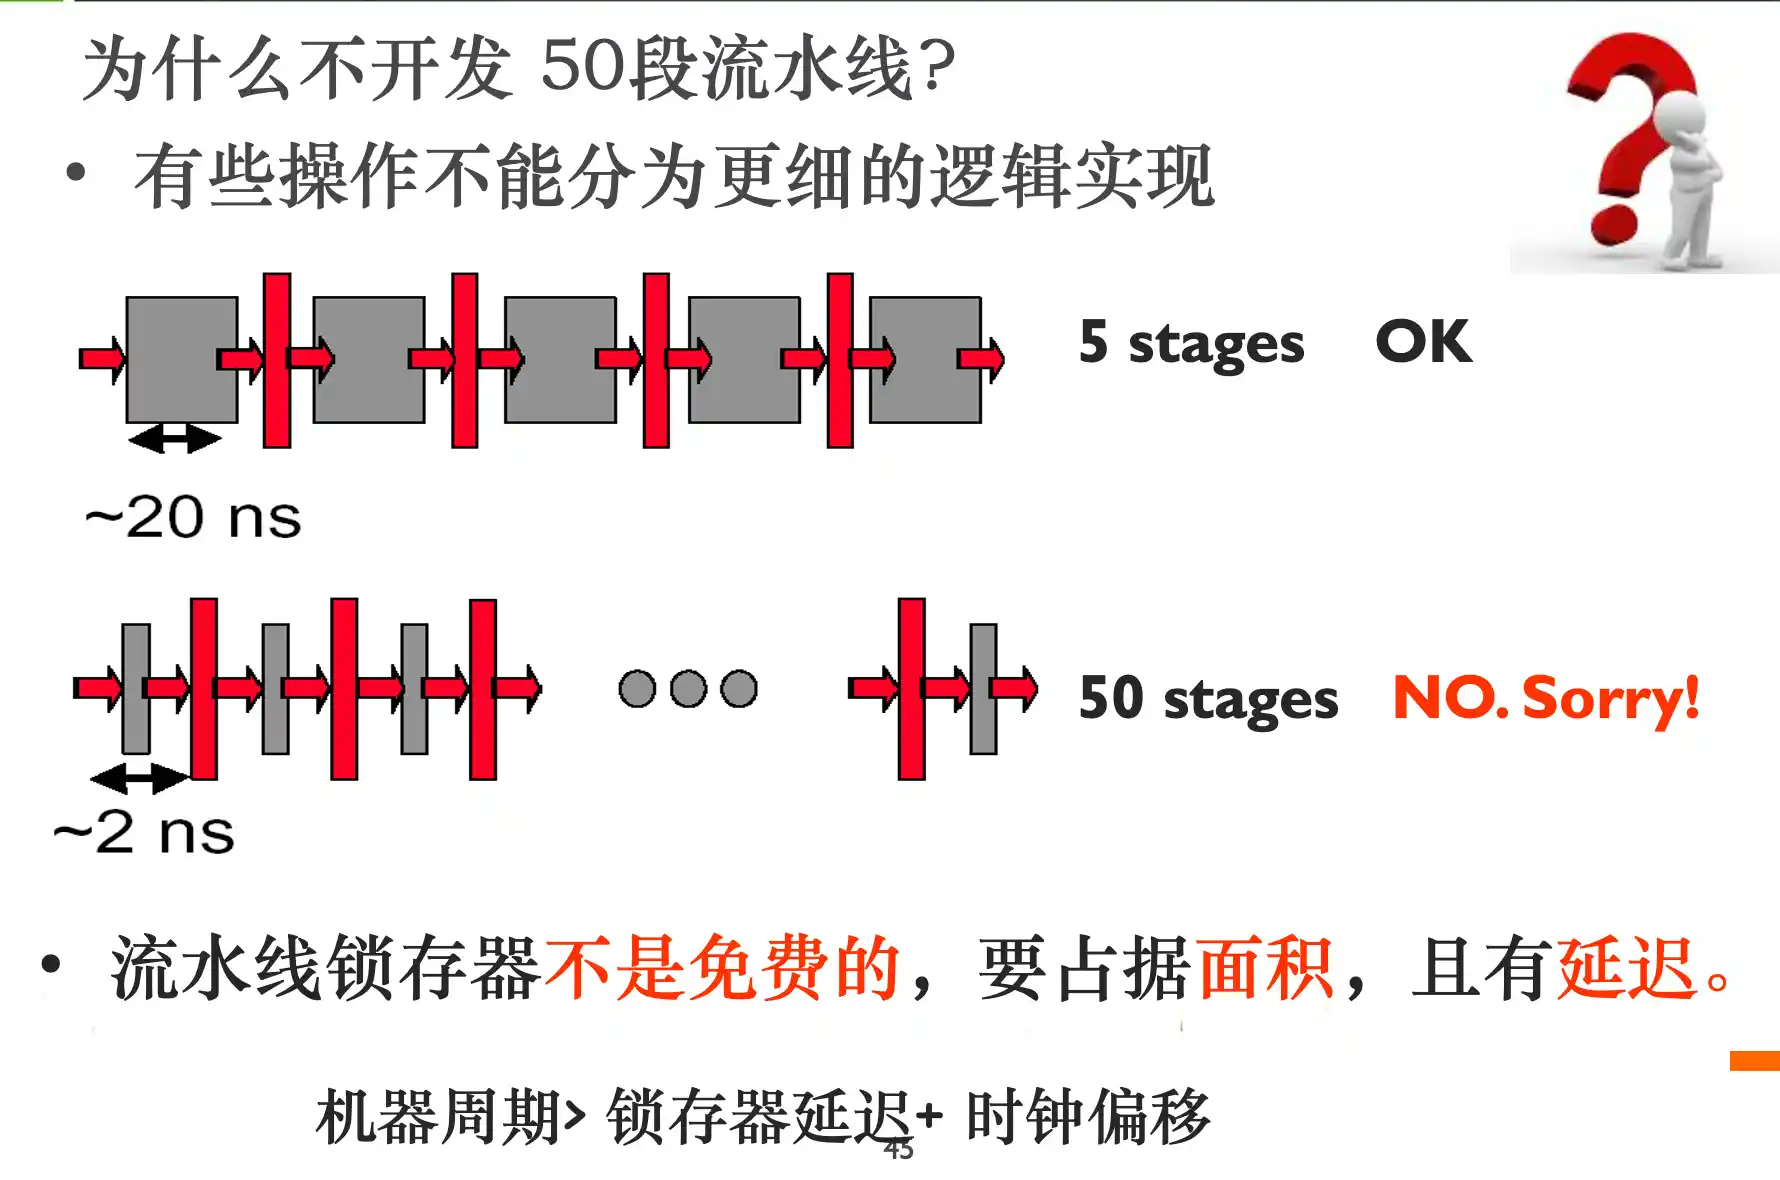 为什么不开发 50段流水线?
• 有些操作不能分为更细的逻辑实现
5 stages OK
~20 ns
50 stages NO. Sorry!
~2 ns
• 流水线锁存器不是免费的，要占据面积，且有延迟。
机器周期> 锁存器延迟+ 时钟偏移
45